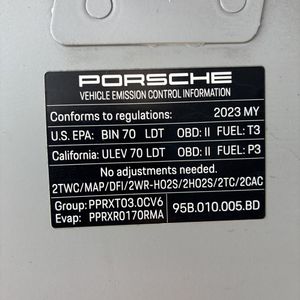 PORSCHE
VEHICLE EMISSION CONTROL INFORMATION
Conforms to regulations: 2023 MY
U.S. EPA: BIN 70 LDT OBD: II FUEL: T3
California: ULEV 70 LDT OBD: II FUEL: P3
No adjustments needed.
2TWC/MAP/DFI/2WR-HO2S/2HO2S/2TC/2CAC
Group: PPRXT03.0CV6
Evap: PPRXR0170RMA 95B.010.005.BD